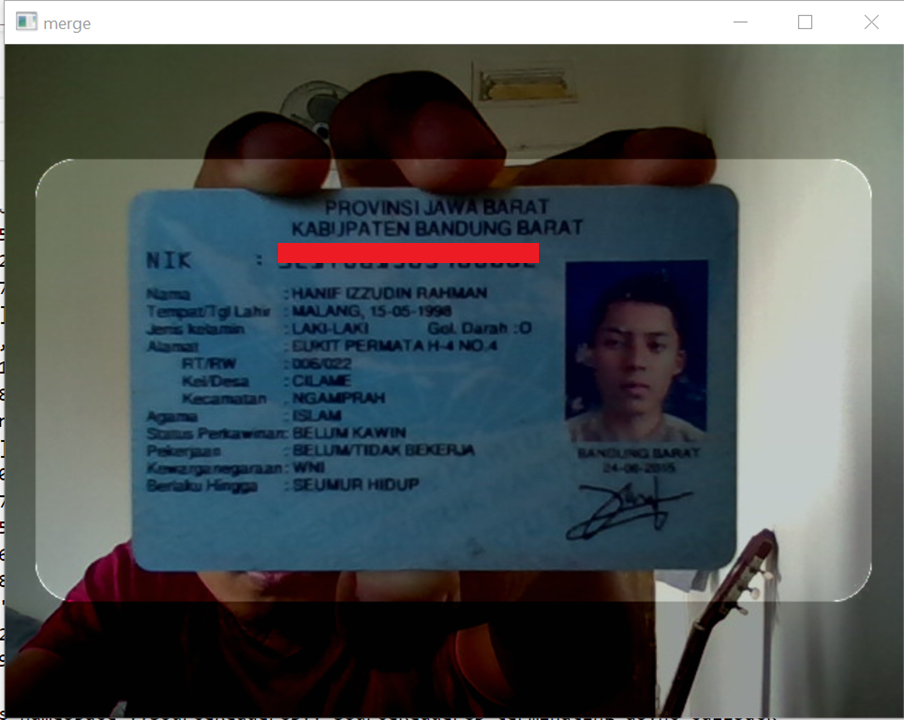 merge
PROVINSI JAWA BARAT
KABUPATEN BANDUNG BARAT
NIK :
Nama : HANIF IZZUDIN RAHMAN
Tempat/Tgl Lahir : MALANG, 15-05-1998
Jenis kelamin : LAKI-LAKI Gol. Darah : O
Alamat : BUKIT PERMATA H-4 NO.4
RT/RW : 006/022
Kel/Desa : CILAME
Kecamatan : NGAMPRAH
Agama : ISLAM
Status Perkawinan: BELUM KAWIN
Pekerjaan : BELUM/TIDAK BEKERJA
Kewarganegaraan: WNI
Berlaku Hingga : SEUMUR HIDUP
BANDUNG BARAT
24-06-2015